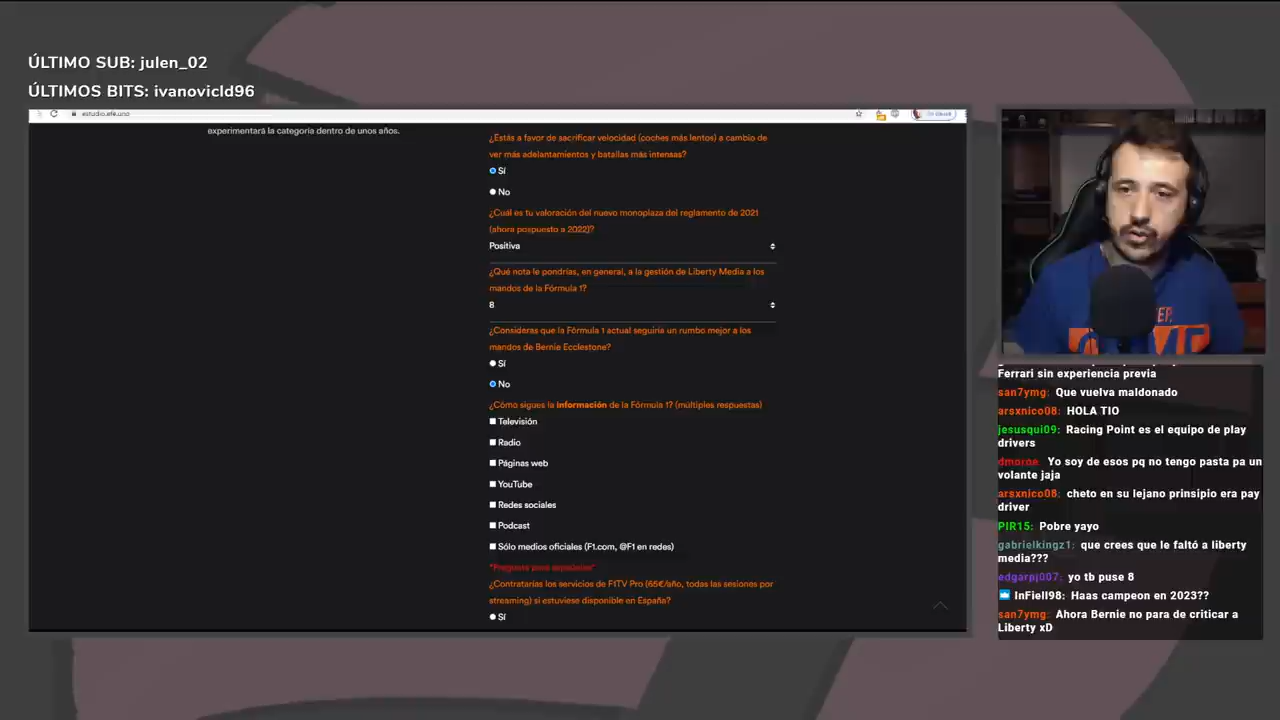 ÚLTIMO SUB: julen_02
ÚLTIMOS BITS: ivanovicld96
estudio.efe.uno
experimentará la categoría dentro de unos años.
¿Estás a favor de sacrificar velocidad (coches más lentos) a cambio de
ver más adelantamientos y batallas más intensas?
Sí
No
¿Cuál es tu valoración del nuevo monoplaza del reglamento de 2021
(ahora pospuesto a 2022)?
Positiva
¿Qué nota le pondrías, en general, a la gestión de Liberty Media a los
mandos de la Fórmula 1?
8
¿Consideras que la Fórmula 1 actual seguiría un rumbo mejor a los
mandos de Bernie Ecclestone?
Sí
No
¿Cómo sigues la información de la Fórmula 1? (múltiples respuestas)
Televisión
Radio
Páginas web
YouTube
Redes sociales
Podcast
Sólo medios oficiales (F1.com, @F1 en redes)
¿Contratarías los servicios de F1TV Pro (65€/año, todas las sesiones por
streaming) si estuviese disponible en España?
Sí
Ferrari sin experiencia previa
san7ymg: Que vuelva maldonado
arsxnico08: HOLA TIO
jesusqui09: Racing Point es el equipo de play
drivers
dmoroe: Yo soy de esos pq no tengo pasta pa un
volante jaja
arsxnico08: cheto en su lejano prinsipio era pay
driver
PIR15: Pobre yayo
gabrielkingz1: que crees que le faltó a liberty
media???
edgarpj007: yo tb puse 8
InFiell98: Haas campeon en 2023??
san7ymg: Ahora Bernie no para de criticar a
Liberty xD